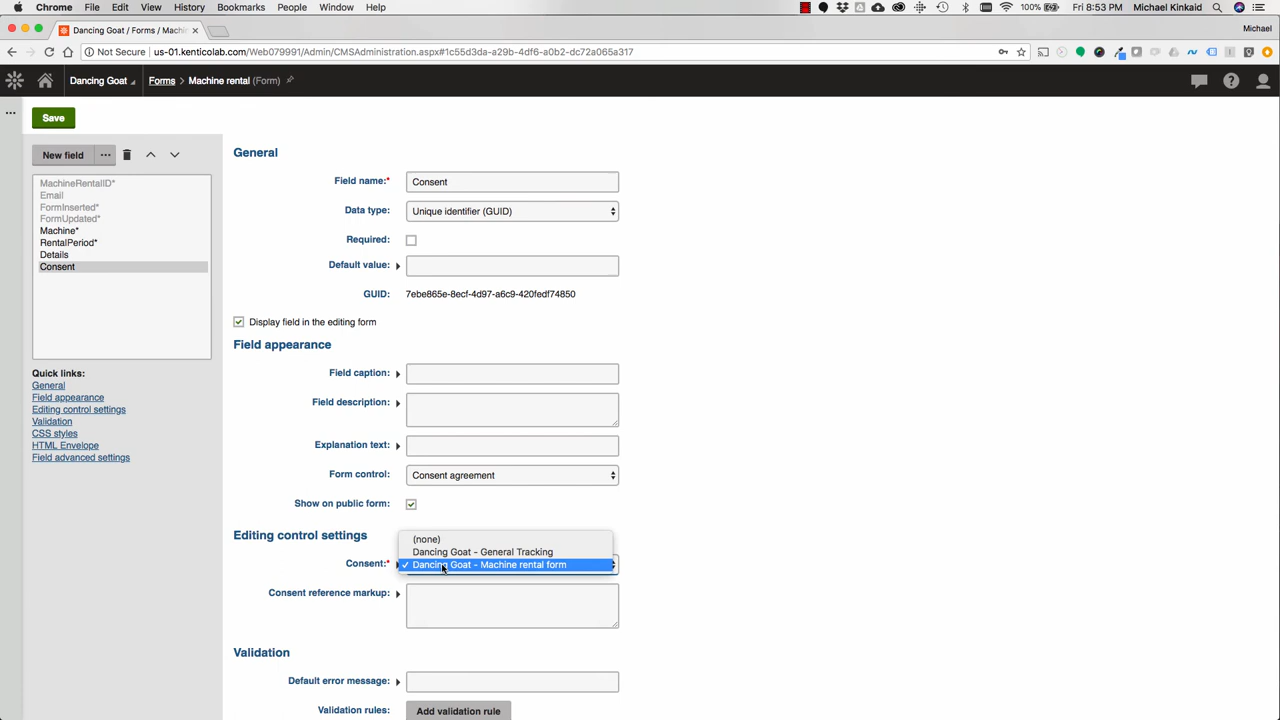 Chrome File Edit View History Bookmarks People Window Help 100% Fri 8:53 PM Michael Kinkaid
Dancing Goat / Forms / Machi
Michael
Not Secure us-01.kenticolab.com/Web079991/Admin/CMSAdministration.aspx#1c55d3da-a29b-4df6-a0b2-dc72a065a317
Dancing Goat Forms > Machine rental (Form)
Save
New field
MachineRentalID*
Email
FormInserted*
FormUpdated*
Machine*
RentalPeriod*
Details
Consent
Quick links:
General
Field appearance
Editing control settings
Validation
CSS styles
HTML Envelope
Field advanced settings
General
Field name:* Consent
Data type: Unique identifier (GUID)
Required:
Default value:
GUID: 7ebe865e-8ecf-4d97-a6c9-420fedf74850
Display field in the editing form
Field appearance
Field caption:
Field description:
Explanation text:
Form control: Consent agreement
Show on public form:
Editing control settings
(none)
Dancing Goat - General Tracking
Consent:* Dancing Goat - Machine rental form
Consent reference markup:
Validation
Default error message:
Validation rules: Add validation rule